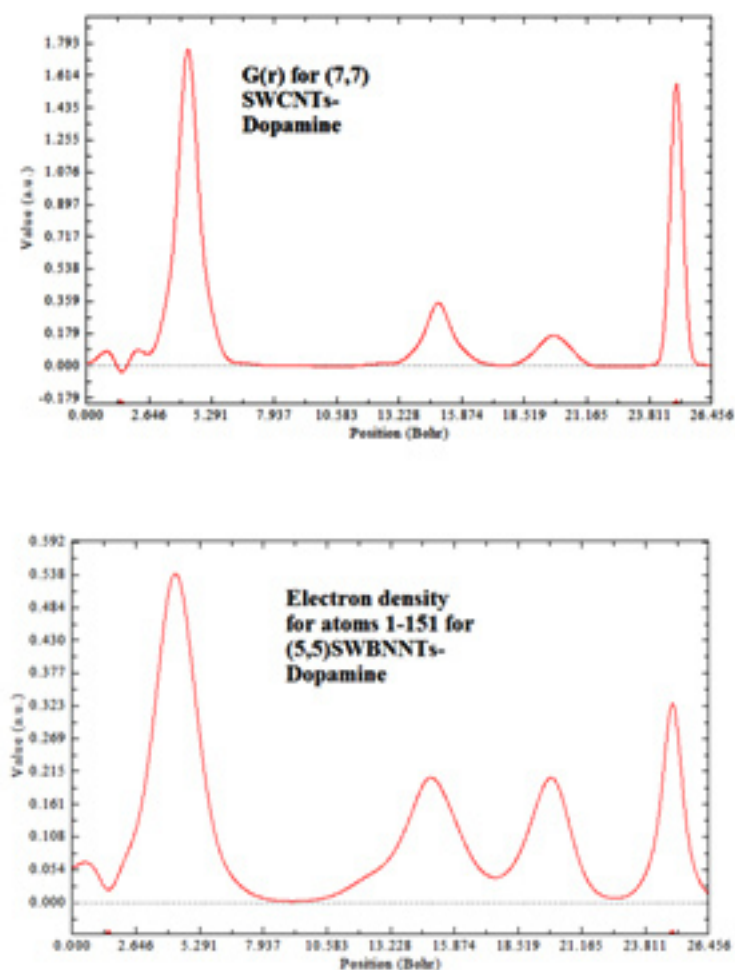 1.793
1.614
1.435
1.255
1.076
0.897
0.717
0.538
0.359
0.179
0.000
-0.179
Value (a.u.)
G(r) for (7,7)
SWCNTs-
Dopamine
0.000 2.646 5.291 7.937 10.583 13.228 15.874 18.519 21.165 23.811 26.456
Position (Bohr)
0.592
0.538
0.484
0.430
0.377
0.323
0.269
0.215
0.161
0.108
0.054
0.000
Value (a.u.)
Electron density
for atoms 1-151 for
(5,5)SWBNNTs-
Dopamine
0.000 2.646 5.291 7.937 10.583 13.228 15.874 18.519 21.165 23.811 26.456
Position (Bohr)